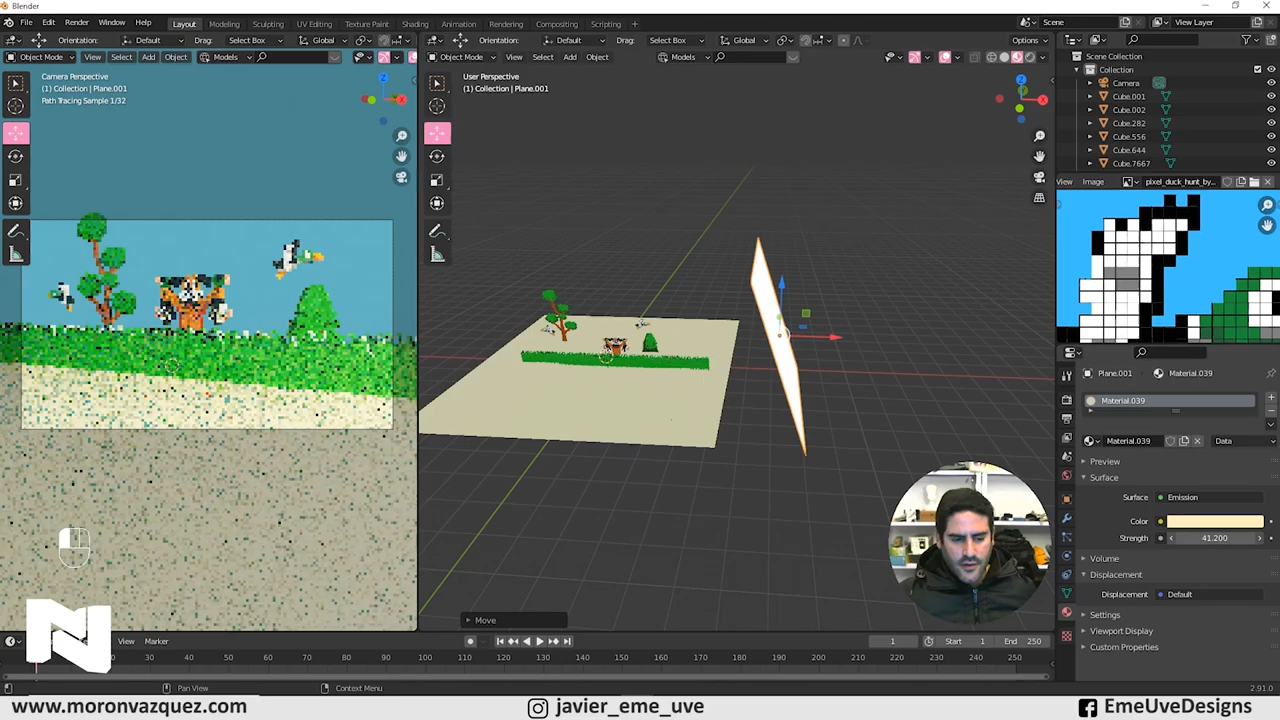 Blender
File Edit Render Window Help Layout Modeling Sculpting UV Editing Texture Paint Shading Animation Rendering Compositing Scripting + Scene View Layer
Orientation: Default Drag: Select Box Global Orientation: Default Drag: Select Box Global Options
Object Mode View Select Add Object Models Object Mode View Select Add Object Models
Camera Perspective
(1) Collection | Plane.001
Path Tracing Sample 1/32
User Perspective
(1) Collection | Plane.001
Scene Collection
Collection
Camera
Cube.001
Cube.002
Cube.282
Cube.556
Cube.644
Cube.7667
View Image pixel_duck_hunt_by...
Plane.001 Material.039
Material.039
Material.039 Data
Preview
Surface
Surface Emission
Color
Strength 41.200
Volume
Displacement
Displacement Default
Settings
Viewport Display
Custom Properties
Move
View Marker 1 Start 1 End 250
20 30 40 50 60 70 80 90 100 110 120 130 140 150 160 170 180 190 200 210 220 230 240 250
Pan View Context Menu 2.91.0
N
www.moronvazquez.com javier_eme_uve EmeUveDesigns